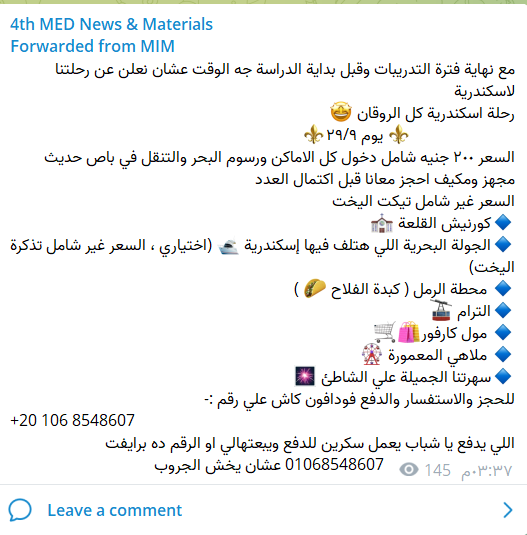 4th MED News & Materials
Forwarded from MIM
مع نهاية فترة التدريبات وقبل بداية الدراسة جه الوقت عشان نعلن عن رحلتنا
لاسكندرية
رحلة اسكندرية كل الروقان 🤩
⚜️ يوم ٢٩/٩ ⚜️
السعر ٢٠٠ جنيه شامل دخول كل الاماكن ورسوم البحر والتنقل في باص حديث
مجهز ومكيف احجز معانا قبل اكتمال العدد
السعر غير شامل تيكت اليخت
🔷كورنيش القلعة 🕌
🔷الجولة البحرية اللي هتلف فيها إسكندرية 🛥 (اختياري ، السعر غير شامل تذكرة
اليخت)
🔷 محطة الرمل ( كبدة الفلاح 🌮 )
🔷 الترام 🚡
🔷 مول كارفور🛍🛒
🔷 ملاهي المعمورة 🎡
🔷سهرتنا الجميلة علي الشاطئ 🎆
للحجز والاستفسار والدفع فودافون كاش علي رقم :-
+20 106 8548607
اللي يدفع يا شباب يعمل سكرين للدفع ويبعتهالي او الرقم ده برايفت
01068548607 عشان يخش الجروب
145 ٠٣:٣٧م
Leave a comment